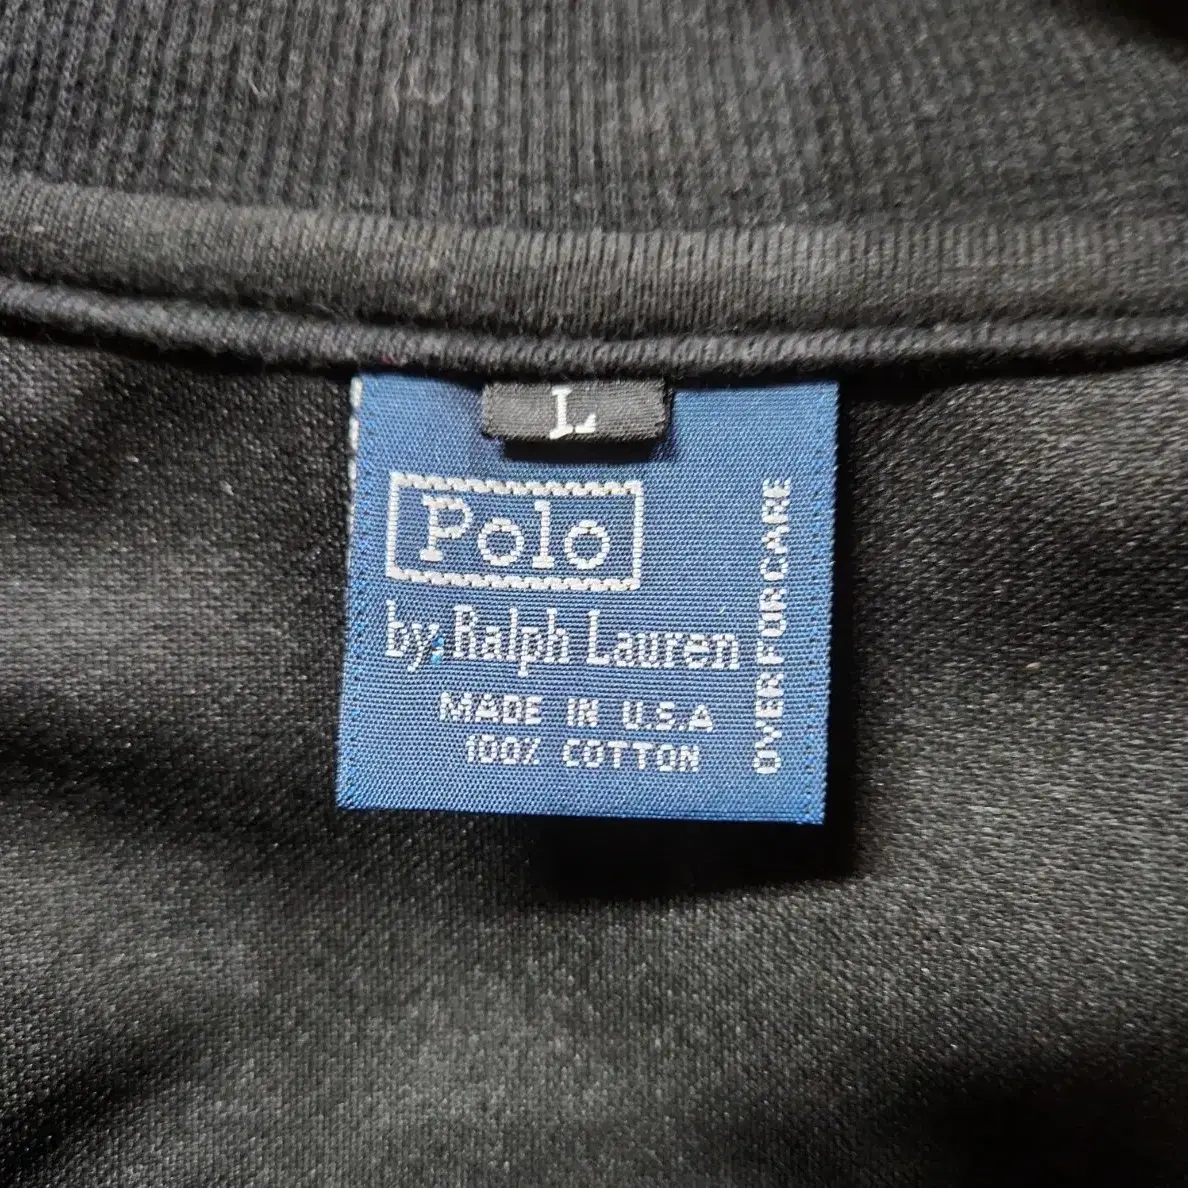 L
Polo
by Ralph Lauren
MADE IN U.S.A
100% COTTON
OVER FOR CARE